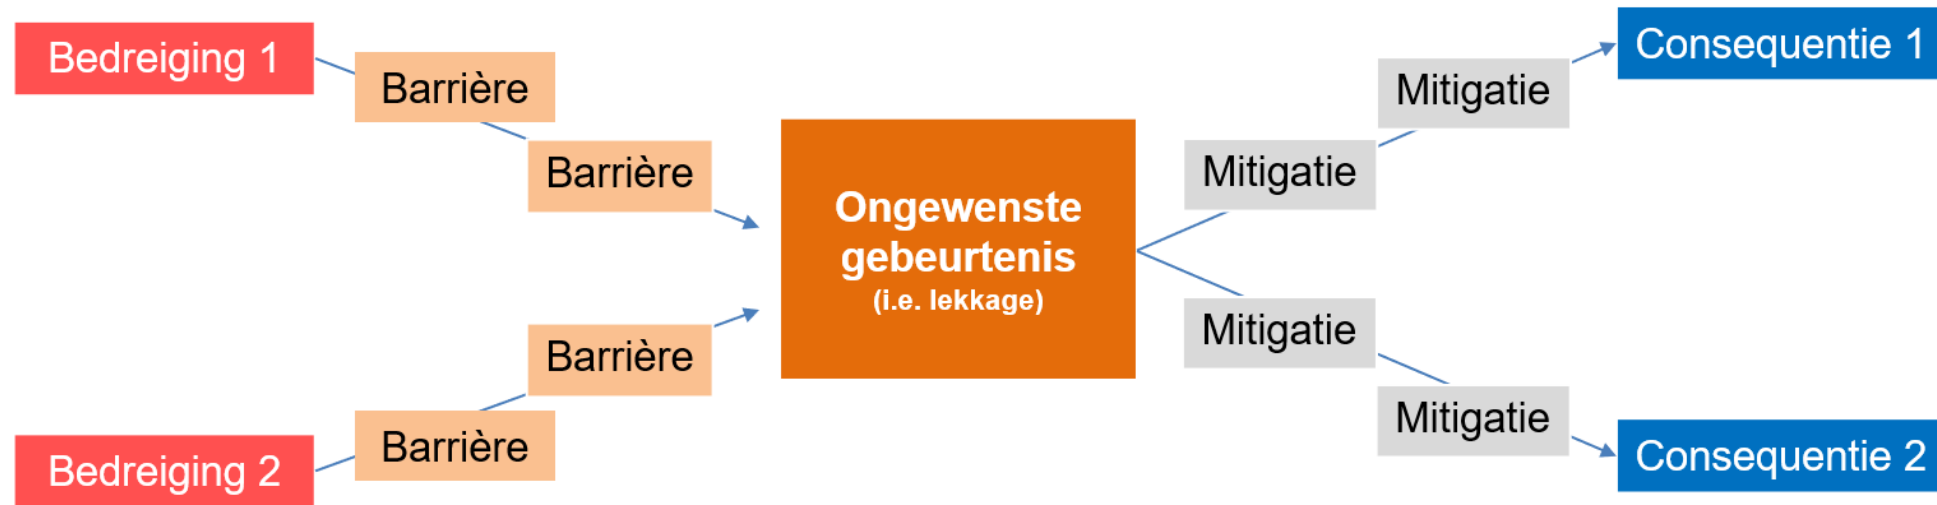 Bedreiging 1
Barrière
Barrière
Bedreiging 2
Barrière
Barrière
Ongewenste
gebeurtenis
(i.e. lekkage)
Mitigatie
Mitigatie
Consequentie 1
Mitigatie
Mitigatie
Consequentie 2